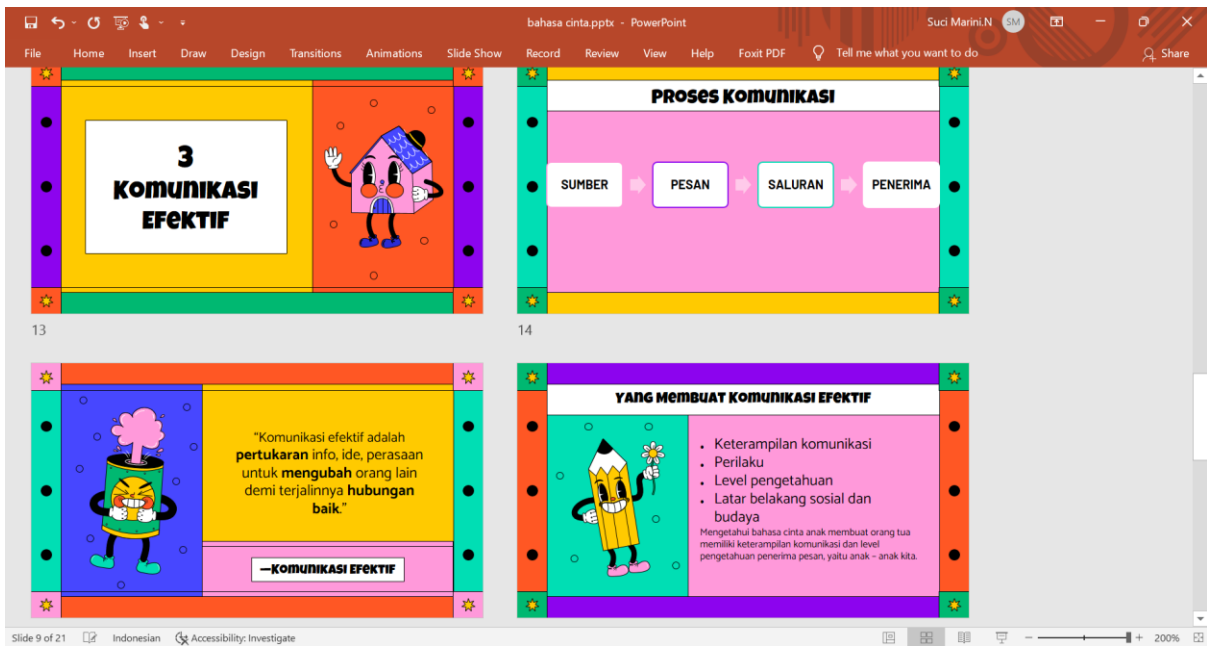 bahasa cinta.pptx - PowerPoint
Suci Marini.N
SM
File Home Insert Draw Design Transitions Animations Slide Show Record Review View Help Foxit PDF Tell me what you want to do
Share
3
KOMUNIKASI
EFEKTIF
13
PROSES KOMUNIKASI
SUMBER
PESAN
SALURAN
PENERIMA
14
"Komunikasi efektif adalah
pertukaran info, ide, perasaan
untuk mengubah orang lain
demi terjalinnya hubungan
baik."
—KOMUNIKASI EFEKTIF
YANG MEMBUAT KOMUNIKASI EFEKTIF
• Keterampilan komunikasi
• Perilaku
• Level pengetahuan
• Latar belakang sosial dan
budaya
Mengetahui bahasa cinta anak membuat orang tua
memiliki keterampilan komunikasi dan level
pengetahuan penerima pesan, yaitu anak – anak kita.
Slide 9 of 21 Indonesian Accessibility: Investigate
200%